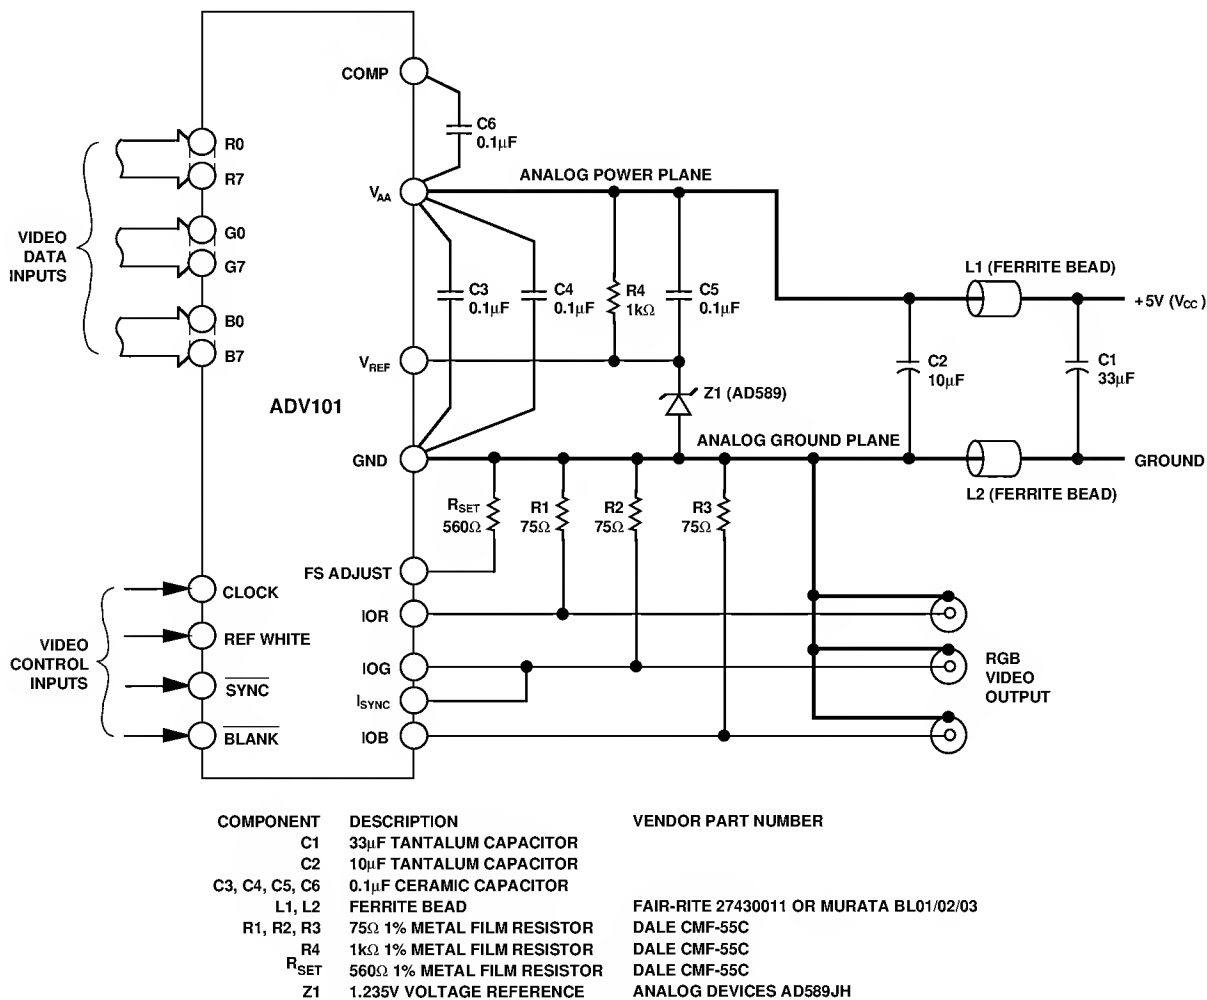 COMP
C6
0.1μF
R0
R7
G0
G7
B0
B7
VIDEO
DATA
INPUTS
VAA
ANALOG POWER PLANE
C3
0.1μF
C4
0.1μF
R4
1kΩ
C5
0.1μF
L1 (FERRITE BEAD)
+5V (VCC)
C2
10μF
C1
33μF
VREF
Z1 (AD589)
ADV101
GND
ANALOG GROUND PLANE
GROUND
L2 (FERRITE BEAD)
RSET
560Ω
R1
75Ω
R2
75Ω
R3
75Ω
FS ADJUST
CLOCK
REF WHITE
SYNC
BLANK
VIDEO
CONTROL
INPUTS
IOR
IOG
ISYNC
IOB
RGB
VIDEO
OUTPUT
COMPONENT DESCRIPTION VENDOR PART NUMBER
C1 33μF TANTALUM CAPACITOR
C2 10μF TANTALUM CAPACITOR
C3, C4, C5, C6 0.1μF CERAMIC CAPACITOR
L1, L2 FERRITE BEAD FAIR-RITE 27430011 OR MURATA BL01/02/03
R1, R2, R3 75Ω 1% METAL FILM RESISTOR DALE CMF-55C
R4 1kΩ 1% METAL FILM RESISTOR DALE CMF-55C
RSET 560Ω 1% METAL FILM RESISTOR DALE CMF-55C
Z1 1.235V VOLTAGE REFERENCE ANALOG DEVICES AD589JH